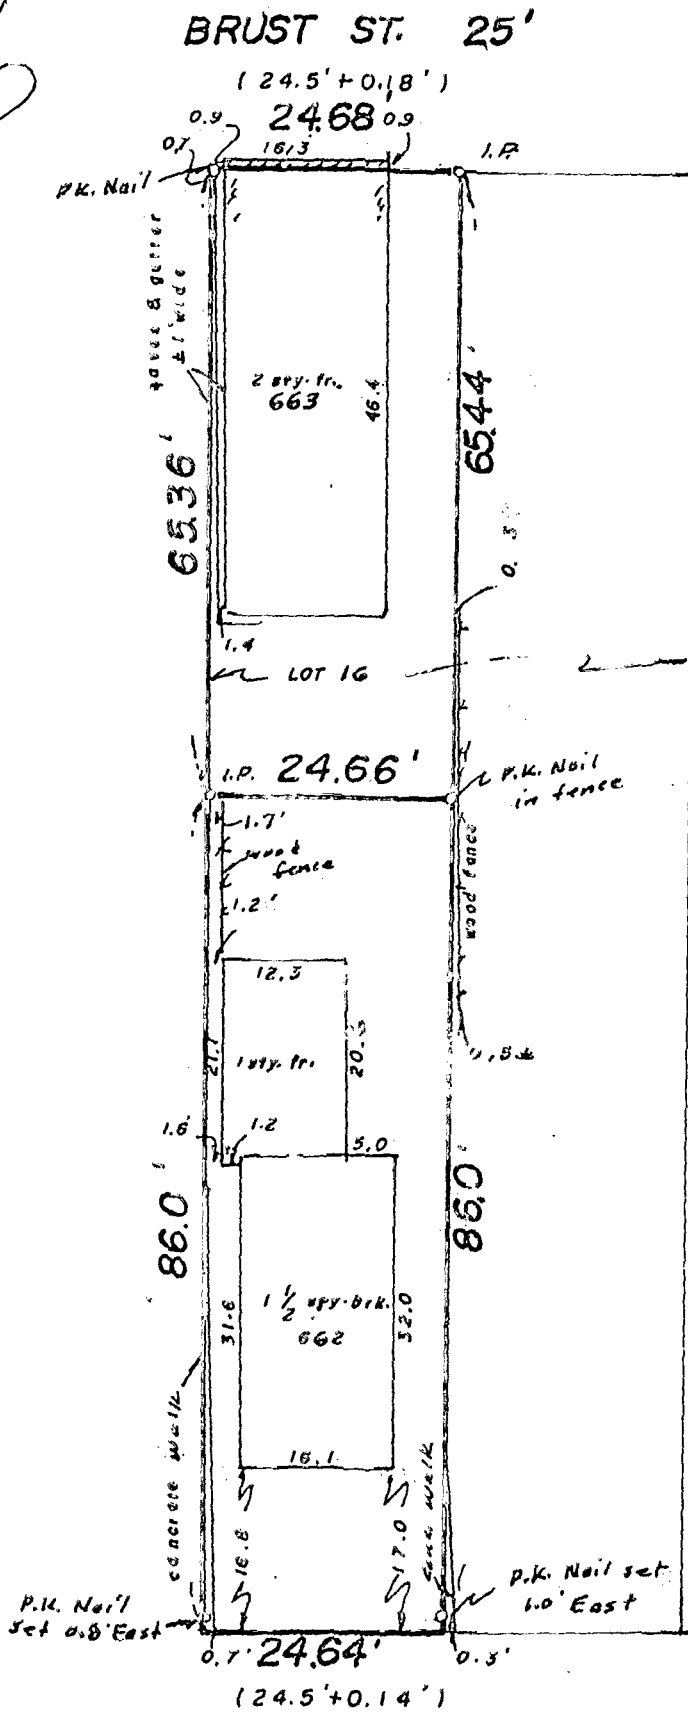 BRUST ST. 25'
(24.5'+0.18')
24.68
0.9
0.9
0.7
16.3
I.P.
P.K. Nail
eaves & gutter
±1' wide
2 sty. fr.
663
46.4
65.36'
65.44'
0.3
1.4
LOT 16
I.P.
24.66'
P.K. Nail
in fence
1.7'
wood
fence
1.2'
wood fence
12.3
21.1
1 sty. fr.
20.5
0.5±
1.6
1.2
5.0
86.0'
86.0'
1 1/2 sty. brk.
662
31.6
32.0
16.1
concrete walk
conc walk
16.8
17.0
P.K. Nail
set 0.8' East
P.K. Nail set
1.0' East
0.7'
24.64'
0.3'
(24.5'+0.14')